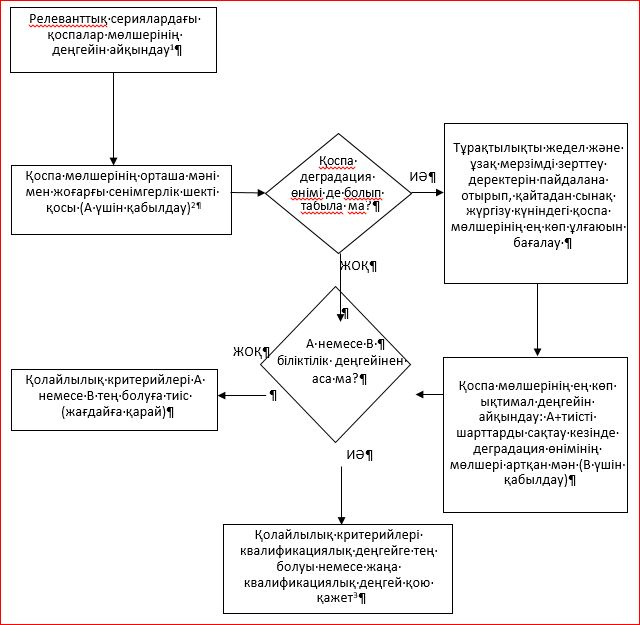 Релеванттық сериялардағы
қоспалар мөлшерінің
деңгейін айқындау¹¶
Қоспа мөлшерінің орташа мәні
мен жоғарғы сенімгерлік шекті
қосы (А үшін қабылдау)²¶
Қоспа
деградация
өнімі де болып
табыла ма?¶
ИӘ¶
Тұрақтылықты жедел және
ұзақ мерзімді зерттеу
деректерін пайдалана
отырып, қайтадан сынақ
жүргізу күніндегі қоспа
мөлшерінің ең көп ұлғаюын
бағалау ¶
ЖОҚ¶
¶
А немесе В ¶
біліктілік деңгейінен
аса ма?¶
ЖОҚ¶
¶
Қолайлылық критерийлері А
немесе В тең болуға тиіс
(жағдайға қарай)¶
Қоспа мөлшерінің ең көп
ықтимал деңгейін
айқындау: А+тиісті
шарттарды сақтау кезінде
деградация өнімінің
мөлшері артқан мән (В үшін
қабылдау)¶
ИӘ¶
Қолайлылық критерийлері
квалификациялық деңгейге тең
болуы немесе жаңа
квалификациялық деңгей қою
қажет³¶